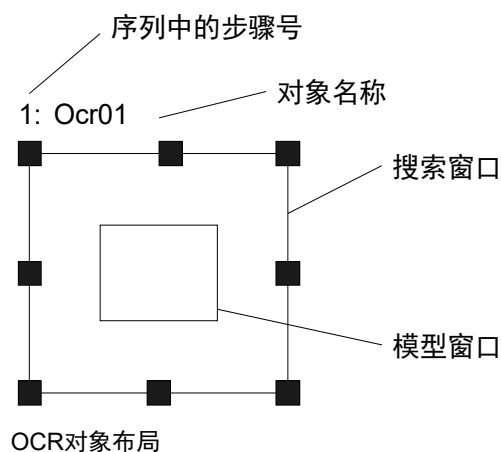 序列中的步骤号
对象名称
1: Ocr01
搜索窗口
模型窗口
OCR对象布局